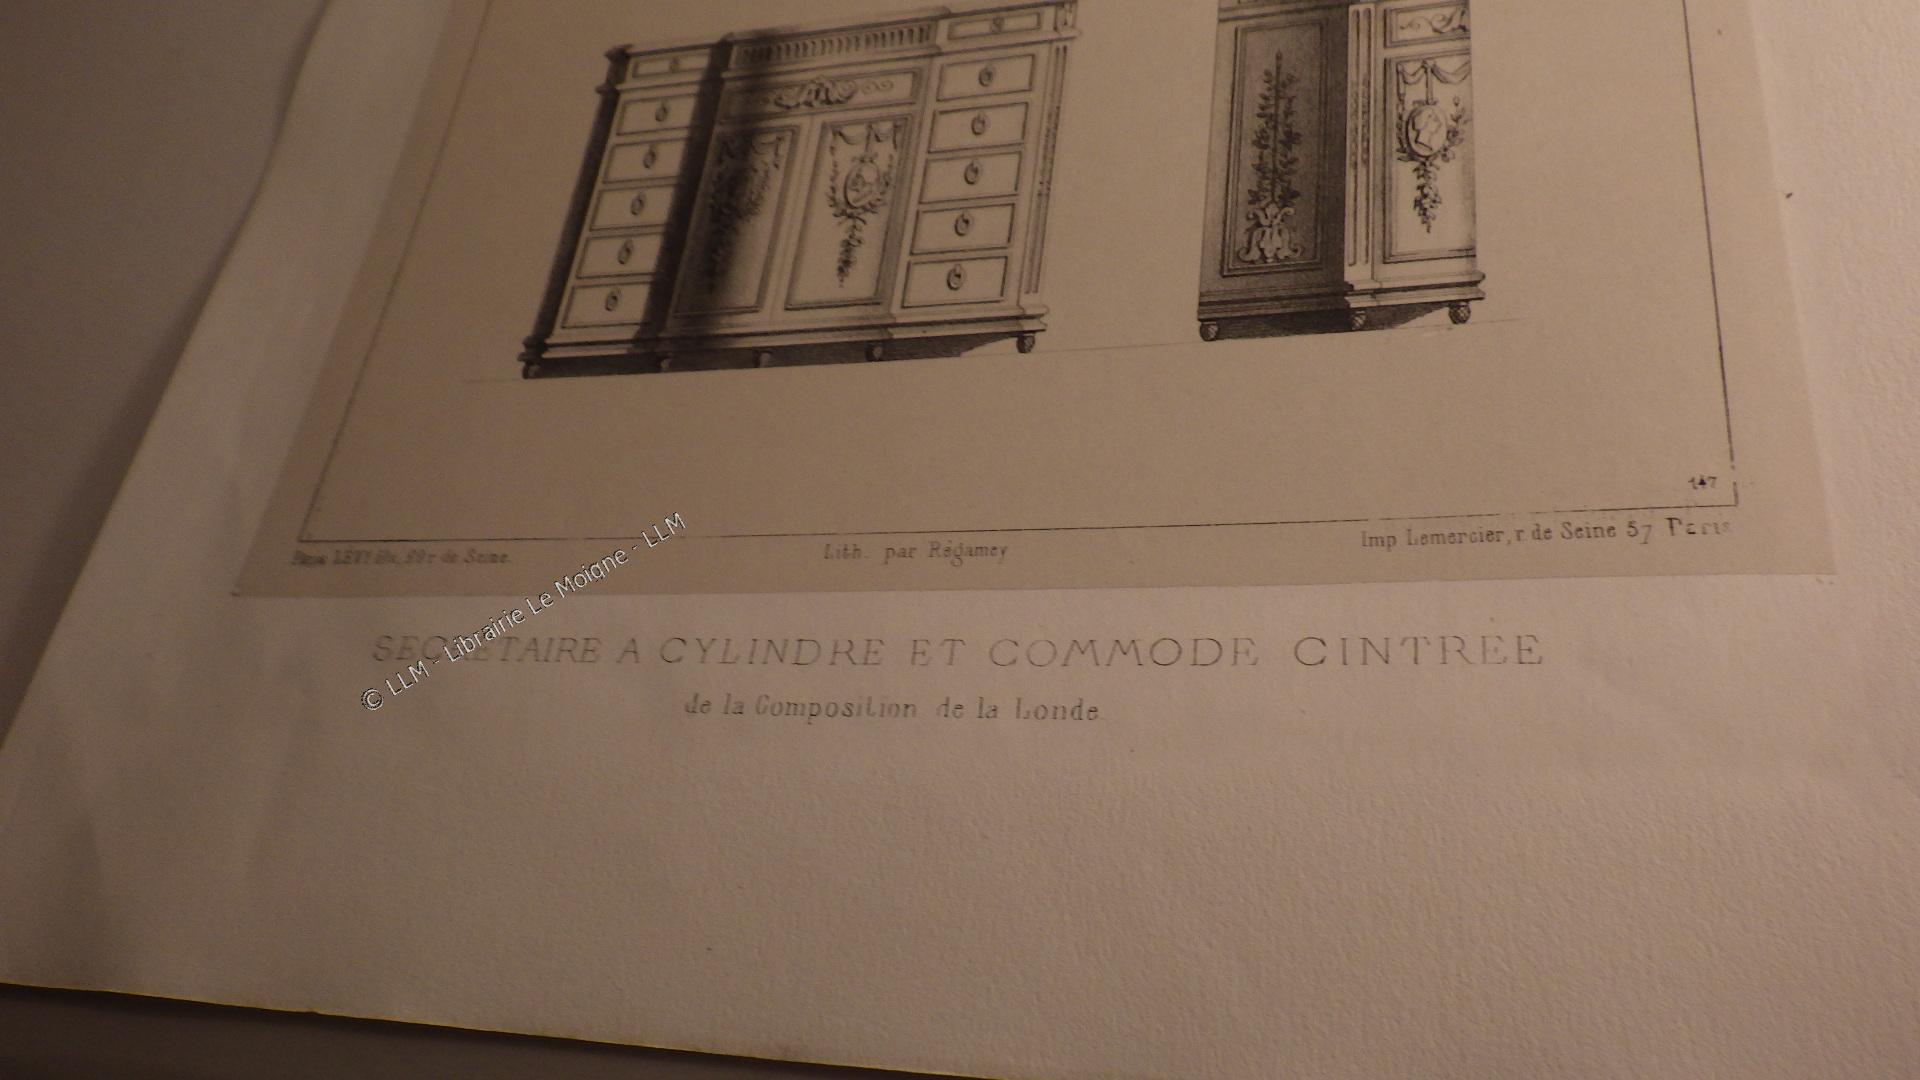 147
Paris LEVY fils, 29 r de Seine.
Lith. par Régamey
Imp Lemercier, r de Seine 57 Paris
SECRETAIRE A CYLINDRE ET COMMODE CINTRÉE
de la Composition de la Londe.
© LLM - Librairie Le Moigne - LLM